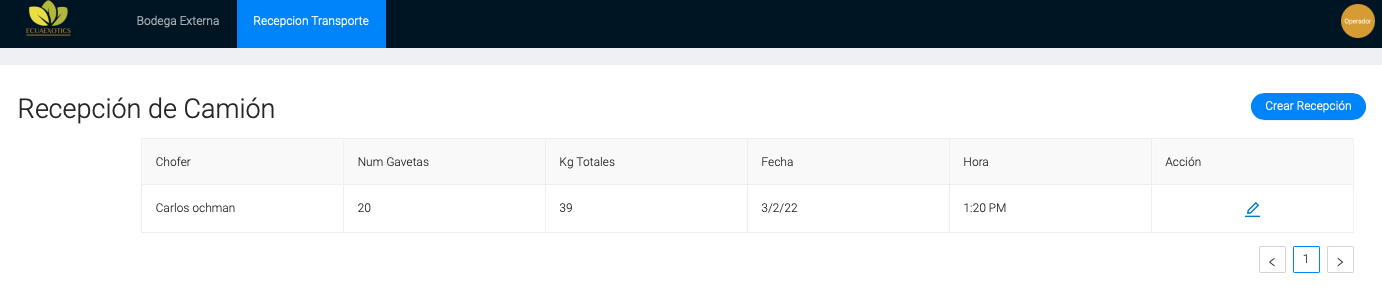 ECUAEXOTICS
Bodega Externa
Recepcion Transporte
Operador
Recepción de Camión
Crear Recepción
Chofer
Num Gavetas
Kg Totales
Fecha
Hora
Acción
Carlos ochman
20
39
3/2/22
1:20 PM
1